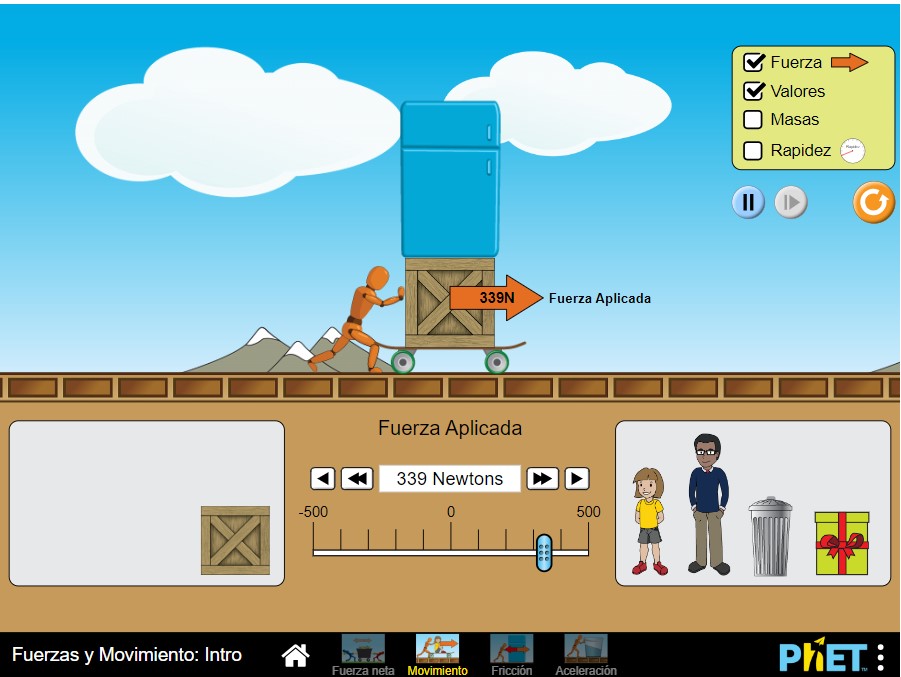 Fuerza
Valores
Masas
Rapidez
339N
Fuerza Aplicada
Fuerza Aplicada
339 Newtons
-500
0
500
Fuerzas y Movimiento: Intro
Fuerza neta
Movimiento
Fricción
Aceleración
PhET